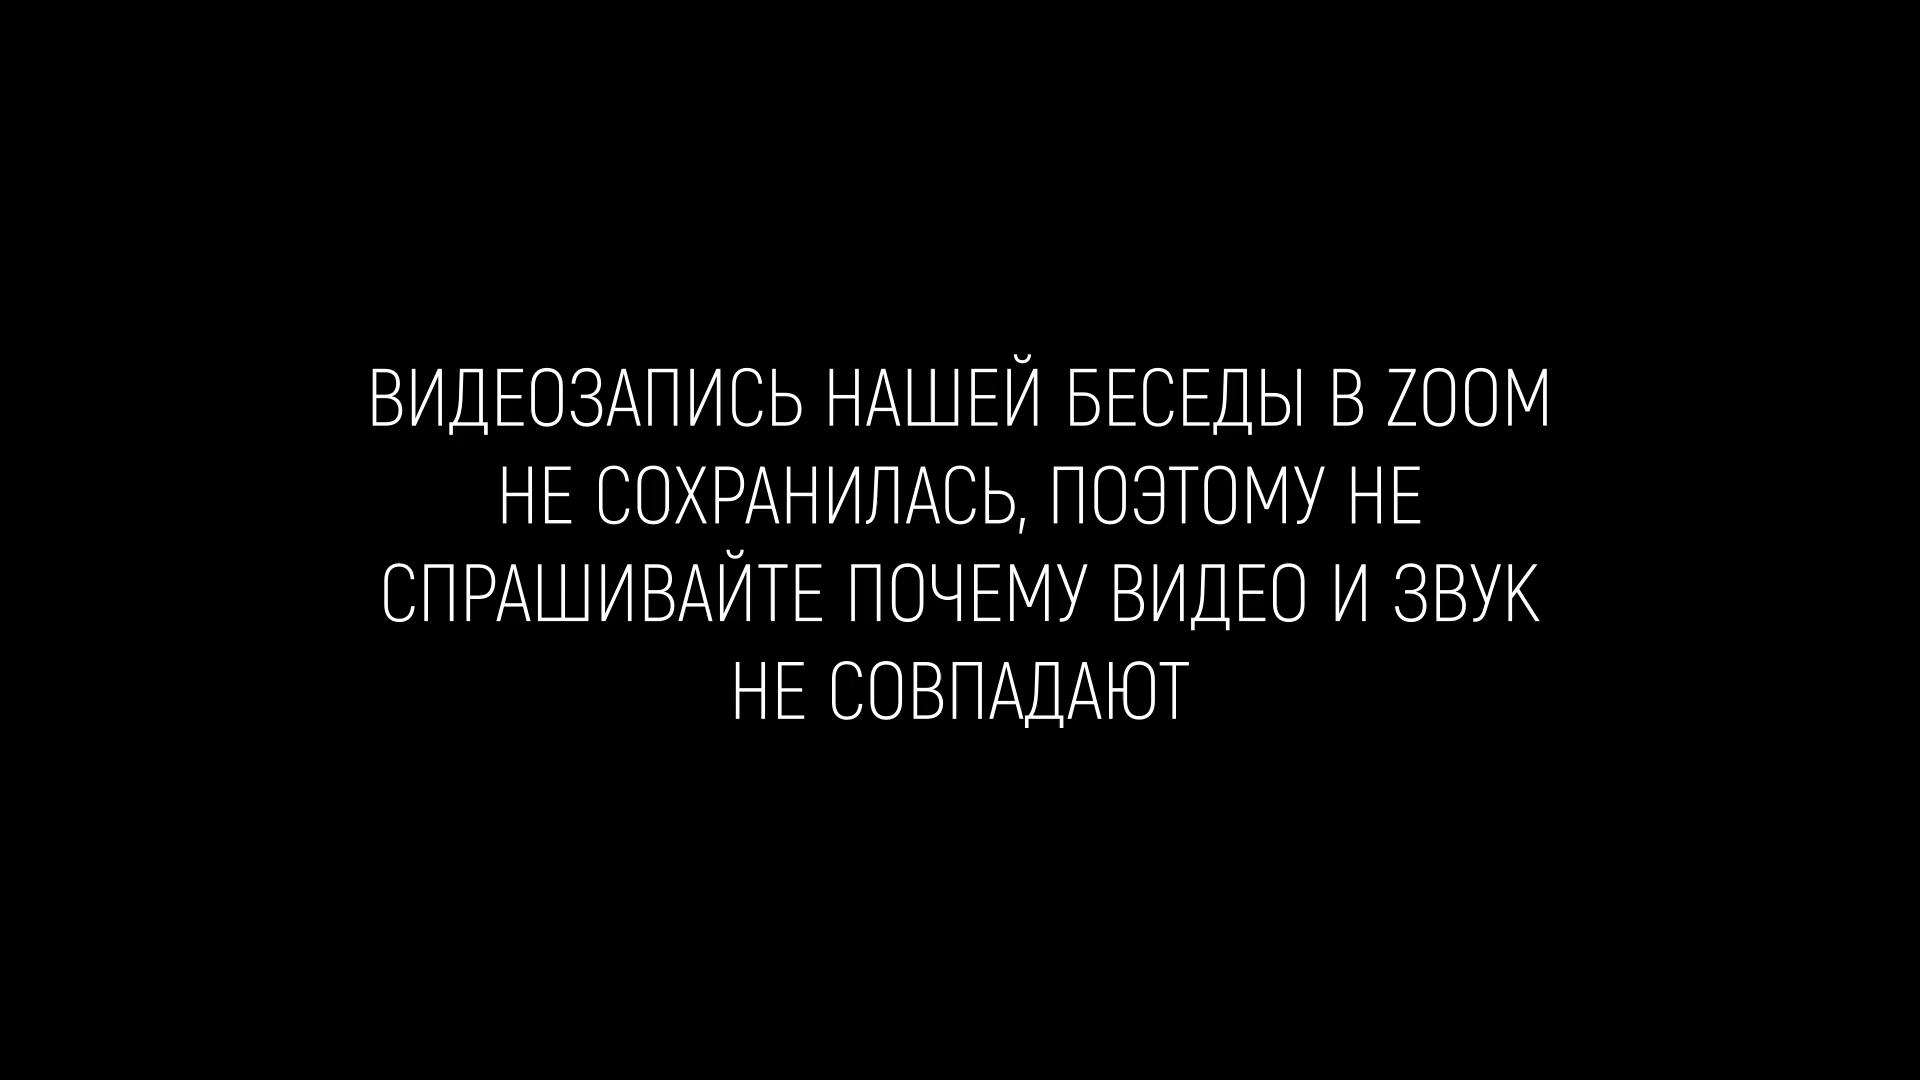 ВИДЕОЗАПИСЬ НАШЕЙ БЕСЕДЫ В ZOOM
НЕ СОХРАНИЛАСЬ, ПОЭТОМУ НЕ
СПРАШИВАЙТЕ ПОЧЕМУ ВИДЕО И ЗВУК
НЕ СОВПАДАЮТ